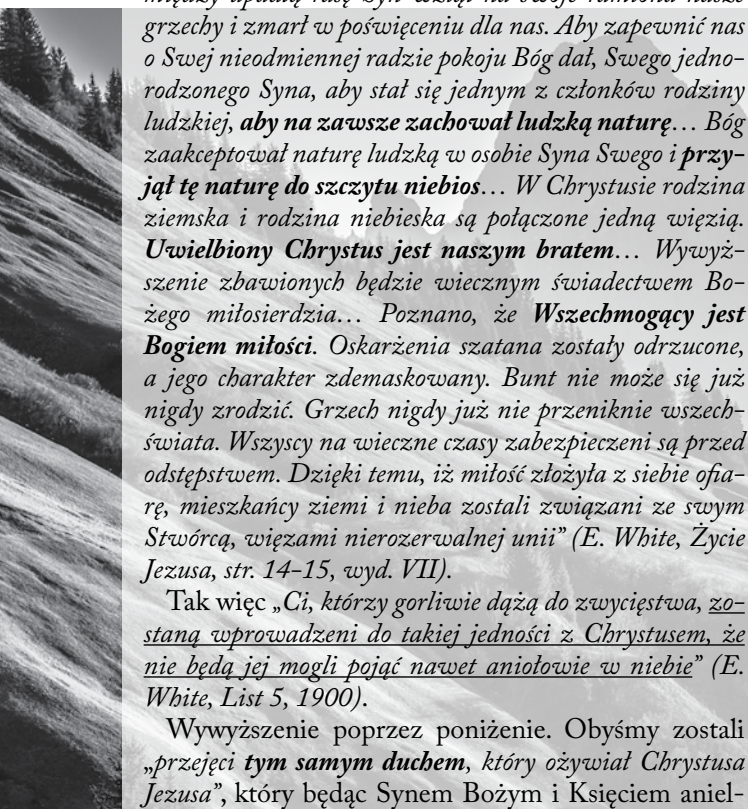 między upadłą rasę Syn wziął na swoje ramiona nasze
grzechy i zmarł w poświęceniu dla nas. Aby zapewnić nas
o Swej nieodmiennej radzie pokoju Bóg dał, Swego jedno-
rodzonego Syna, aby stał się jednym z członków rodziny
ludzkiej, aby na zawsze zachował ludzką naturę… Bóg
zaakceptował naturę ludzką w osobie Syna Swego i przy-
jął tę naturę do szczytu niebios… W Chrystusie rodzina
ziemska i rodzina niebieska są połączone jedną więzią.
Uwielbiony Chrystus jest naszym bratem… Wywyż-
szenie zbawionych będzie wiecznym świadectwem Bo-
żego miłosierdzia… Poznano, że Wszechmogący jest
Bogiem miłości. Oskarżenia szatana zostały odrzucone,
a jego charakter zdemaskowany. Bunt nie może się już
nigdy zrodzić. Grzech nigdy już nie przeniknie wszech-
świata. Wszyscy na wieczne czasy zabezpieczeni są przed
odstępstwem. Dzięki temu, iż miłość złożyła z siebie ofia-
rę, mieszkańcy ziemi i nieba zostali związani ze swym
Stwórcą, więzami nierozerwalnej unii” (E. White, Życie
Jezusa, str. 14–15, wyd. VII).
Tak więc „Ci, którzy gorliwie dążą do zwycięstwa, zo-
staną wprowadzeni do takiej jedności z Chrystusem, że
nie będą jej mogli pojąć nawet aniołowie w niebie” (E.
White, List 5, 1900).
Wywyższenie poprzez poniżenie. Obyśmy zostali
„przejęci tym samym duchem, który ożywiał Chrystusa
Jezusa”, który będąc Synem Bożym i Księciem aniel-